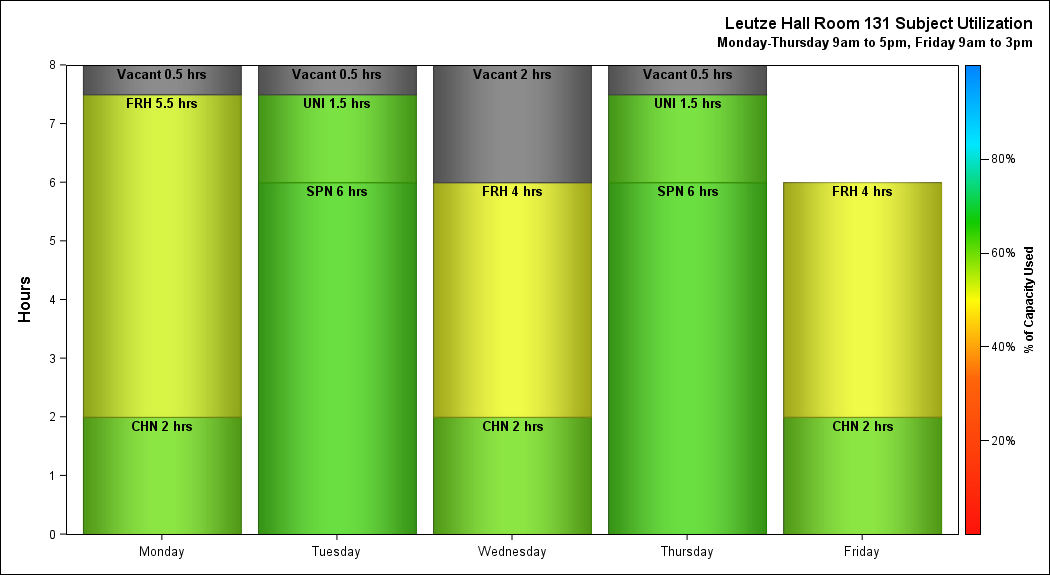 Leutze Hall Room 131 Subject Utilization
Monday-Thursday 9am to 5pm, Friday 9am to 3pm
Hours
8
7
6
5
4
3
2
1
0
Vacant 0.5 hrs
FRH 5.5 hrs
CHN 2 hrs
Vacant 0.5 hrs
UNI 1.5 hrs
SPN 6 hrs
Vacant 2 hrs
FRH 4 hrs
CHN 2 hrs
Vacant 0.5 hrs
UNI 1.5 hrs
SPN 6 hrs
FRH 4 hrs
CHN 2 hrs
Monday
Tuesday
Wednesday
Thursday
Friday
80%
60%
40%
20%
% of Capacity Used